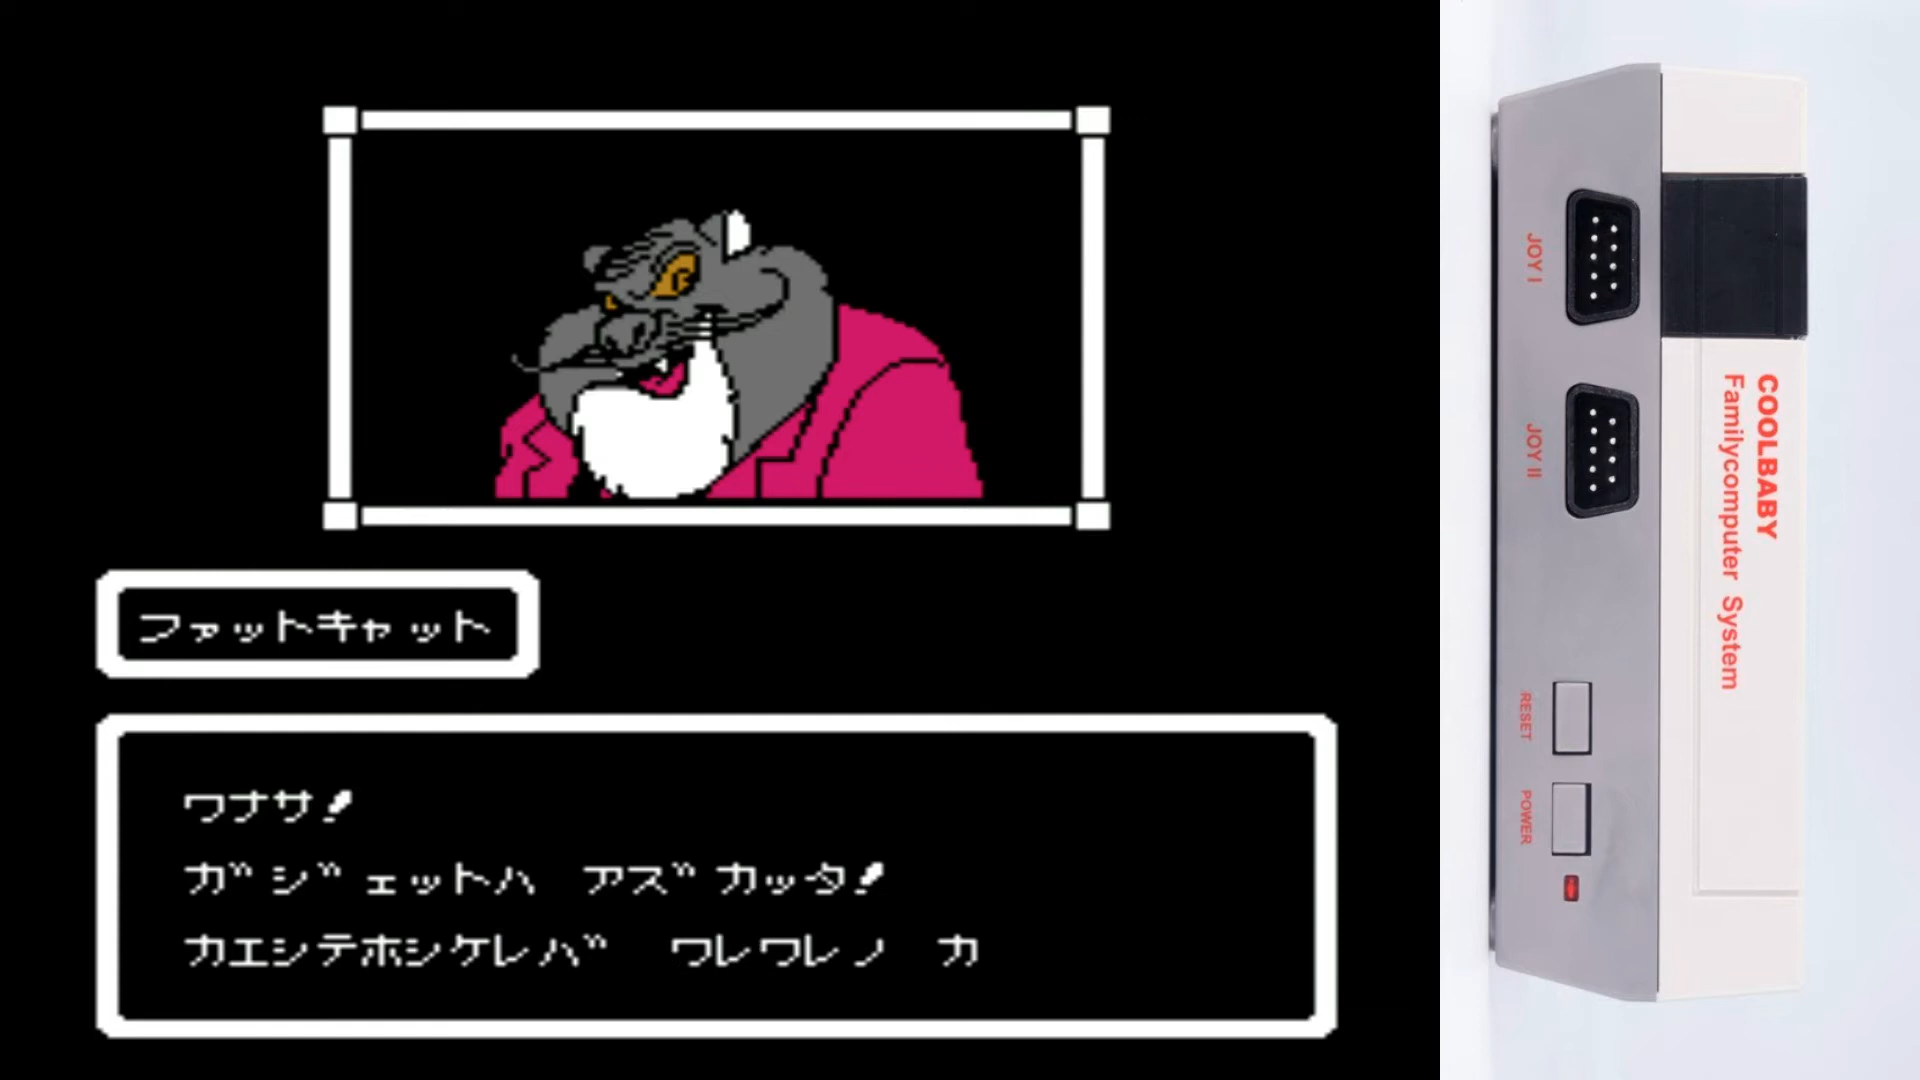 ファットキャット
ワナサ!
ガジェットハ アズカッタ!
カエシテホシケレバ ワレワレノ カ
JOY I
JOY II
COOLBABY
Familycomputer System
RESET
POWER